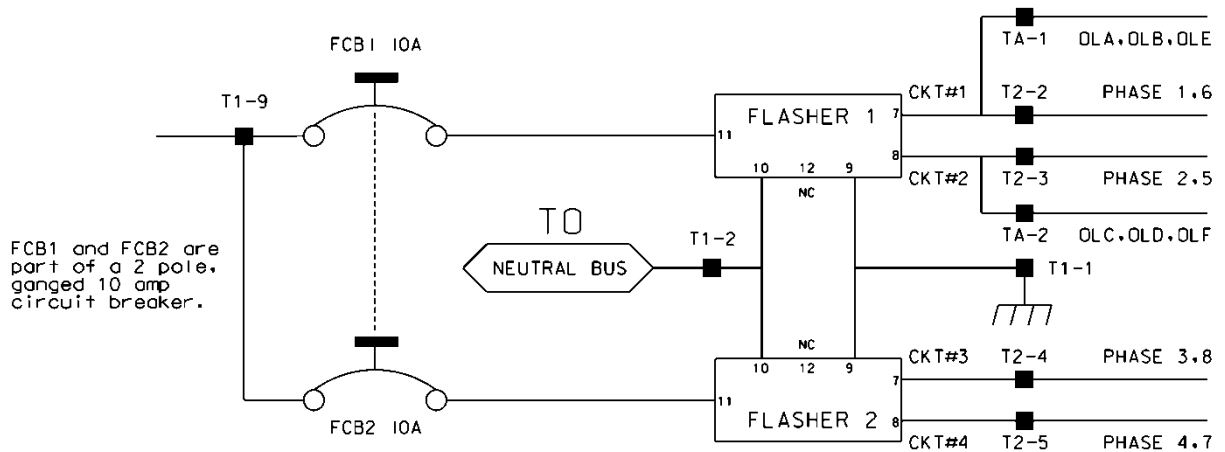 FCB1 10A
TA-1 OLA,OLB,OLE
T1-9
CKT#1 T2-2 PHASE 1,6
7
FLASHER 1
11
8
10 12 9
NC
CKT#2 T2-3 PHASE 2,5
TO
TA-2 OLC,OLD,OLF
T1-2
NEUTRAL BUS
T1-1
FCB1 and FCB2 are
part of a 2 pole,
ganged 10 amp
circuit breaker.
NC
10 12 9
CKT#3 T2-4 PHASE 3,8
7
11
FLASHER 2
8
FCB2 10A
CKT#4 T2-5 PHASE 4,7